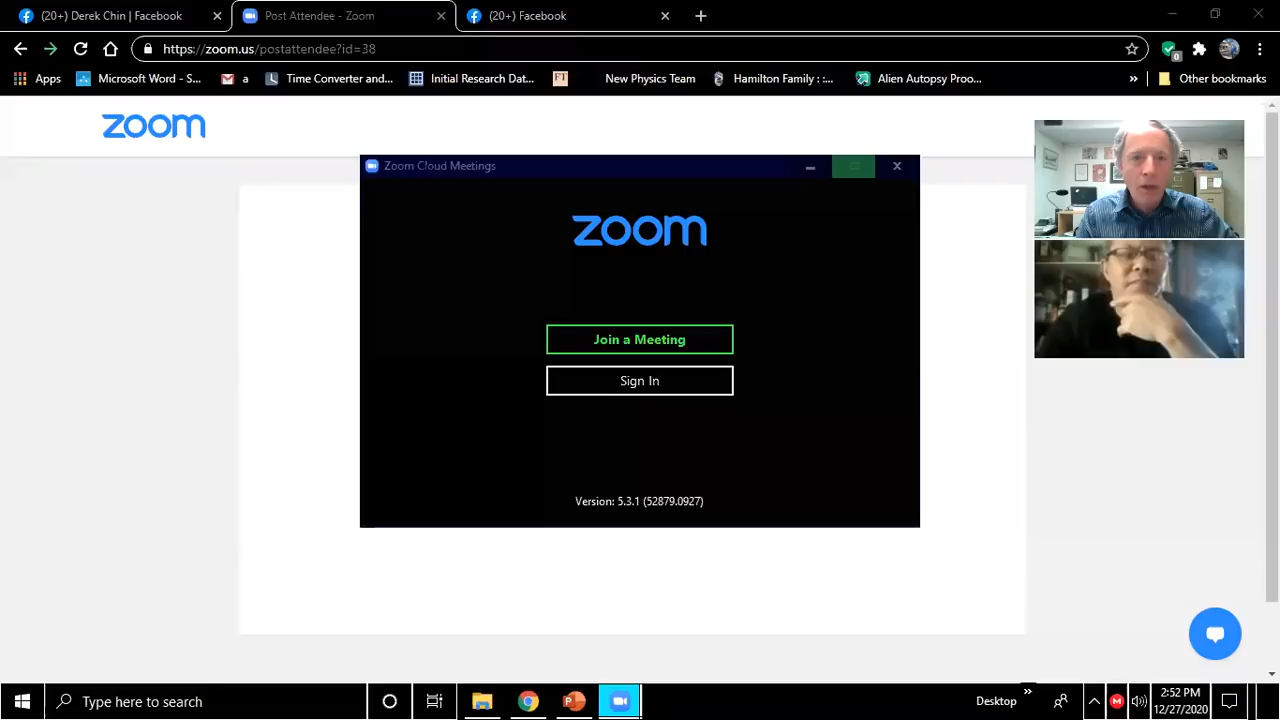 (20+) Derek Chin | Facebook
Post Attendee - Zoom
(20+) Facebook
https://zoom.us/postattendee?id=38
Apps
Microsoft Word - S...
a
Time Converter and...
Initial Research Dat...
FT
New Physics Team
Hamilton Family : :...
Alien Autopsy Proo...
»
Other bookmarks
0
zoom
Zoom Cloud Meetings
zoom
Join a Meeting
Sign In
Version: 5.3.1 (52879.0927)
Type here to search
Desktop
»
2:52 PM
12/27/2020